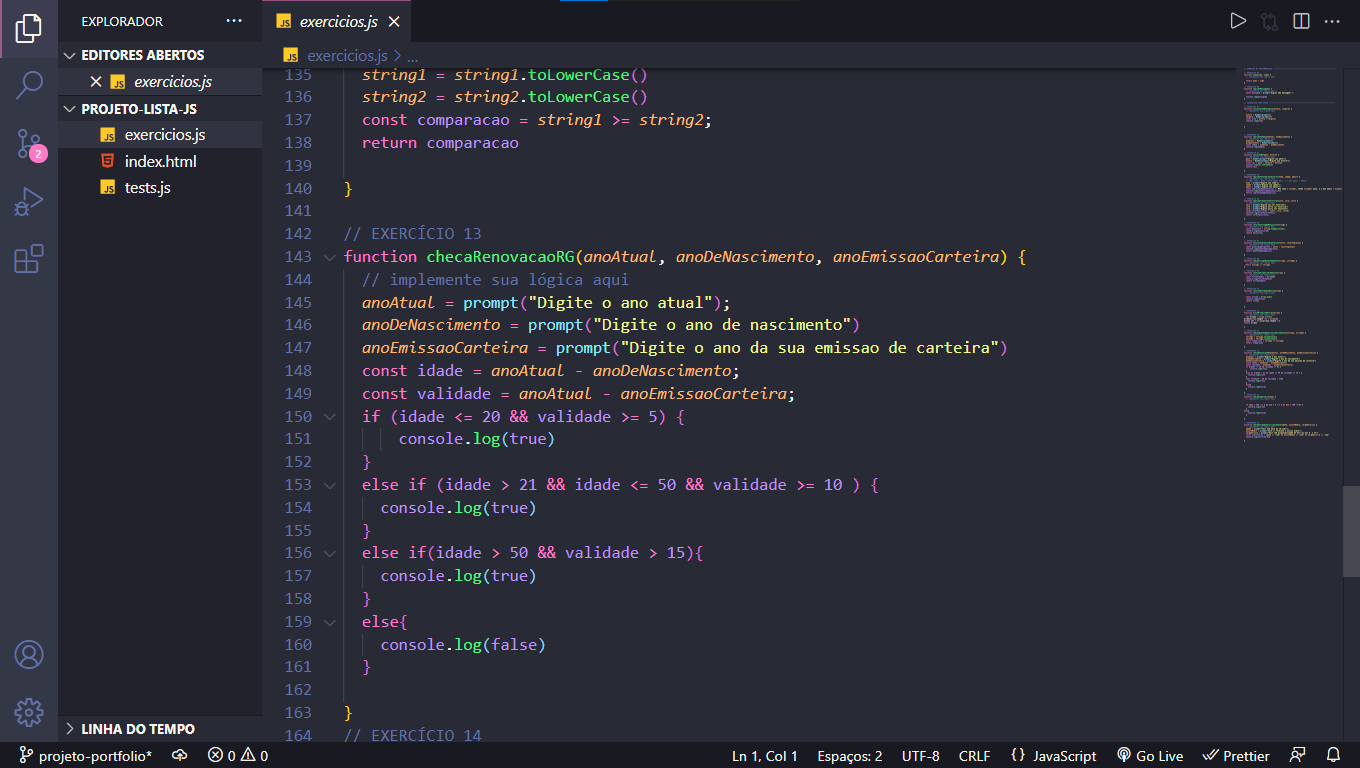 EXPLORADOR
EDITORES ABERTOS
exercicios.js
PROJETO-LISTA-JS
exercicios.js
index.html
tests.js
LINHA DO TEMPO
2
exercicios.js
exercicios.js > ...
135 string1 = string1.toLowerCase()
136 string2 = string2.toLowerCase()
137 const comparacao = string1 >= string2;
138 return comparacao
139
140 }
141
142 // EXERCÍCIO 13
143 function checaRenovacaoRG(anoAtual, anoDeNascimento, anoEmissaoCarteira) {
144 // implemente sua lógica aqui
145 anoAtual = prompt("Digite o ano atual");
146 anoDeNascimento = prompt("Digite o ano de nascimento")
147 anoEmissaoCarteira = prompt("Digite o ano da sua emissao de carteira")
148 const idade = anoAtual - anoDeNascimento;
149 const validade = anoAtual - anoEmissaoCarteira;
150 if (idade <= 20 && validade >= 5) {
151 console.log(true)
152 }
153 else if (idade > 21 && idade <= 50 && validade >= 10 ) {
154 console.log(true)
155 }
156 else if(idade > 50 && validade > 15){
157 console.log(true)
158 }
159 else{
160 console.log(false)
161 }
162
163 }
164 // EXERCÍCIO 14
projeto-portfolio* 0 0 Ln 1, Col 1 Espaços: 2 UTF-8 CRLF {} JavaScript Go Live Prettier